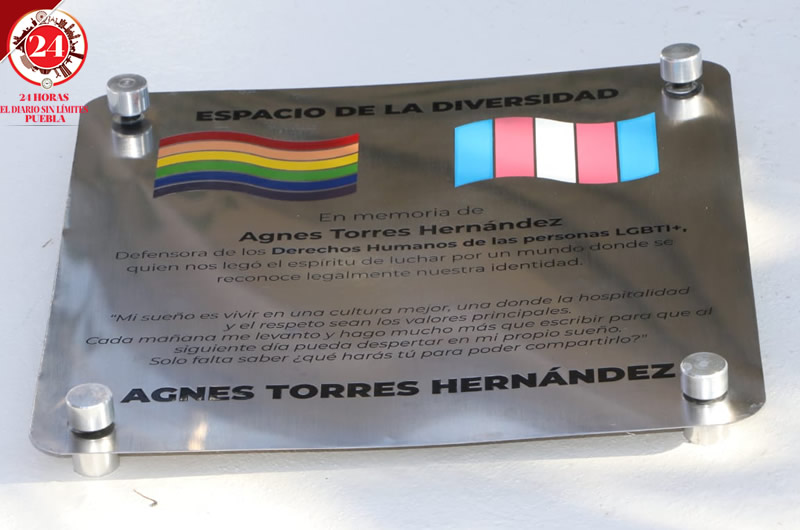 24
24 HORAS
EL DIARIO SIN LÍMITES
PUEBLA
ESPACIO DE LA DIVERSIDAD
En memoria de
Agnes Torres Hernández
Defensora de los Derechos Humanos de las personas LGBTI+,
quien nos legó el espíritu de luchar por un mundo donde se
reconoce legalmente nuestra identidad.
"Mi sueño es vivir en una cultura mejor, una donde la hospitalidad
y el respeto sean los valores principales.
Cada mañana me levanto y hago mucho más que escribir para que al
siguiente día pueda despertar en mi propio sueño.
Solo falta saber ¿qué harás tú para poder compartirlo?"
AGNES TORRES HERNÁNDEZ